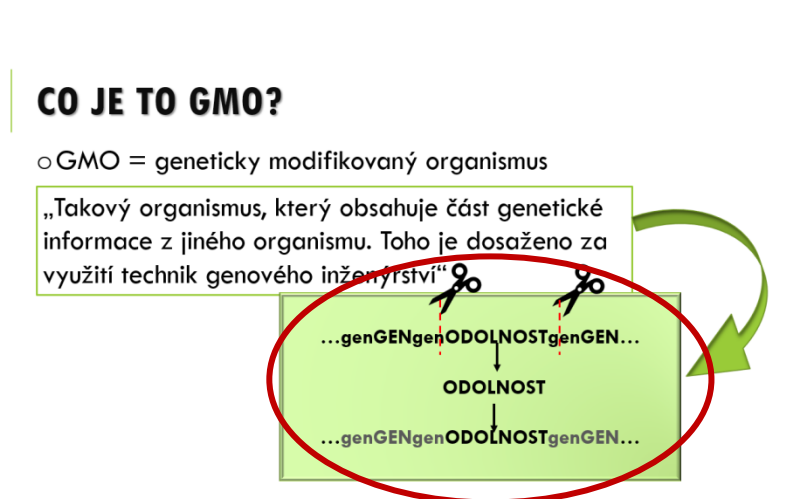 CO JE TO GMO?
○ GMO = geneticky modifikovaný organismus
„Takový organismus, který obsahuje část genetické
informace z jiného organismu. Toho je dosaženo za
využití technik genového inženýrství“
...genGENgenODOLNOSTgenGEN...
ODOLNOST
...genGENgenODOLNOSTgenGEN...